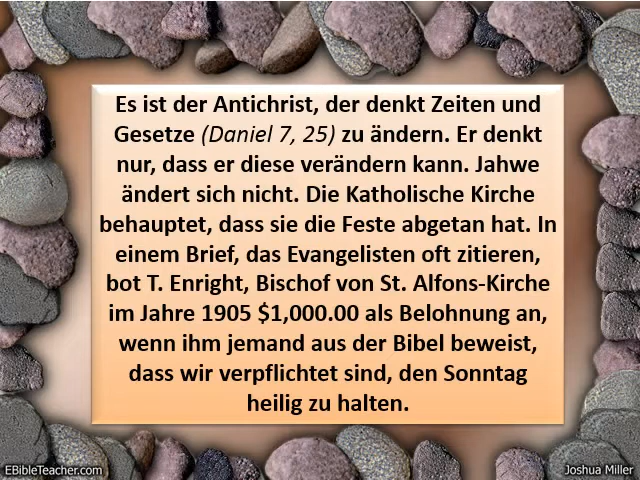 Es ist der Antichrist, der denkt Zeiten und
Gesetze (Daniel 7, 25) zu ändern. Er denkt
nur, dass er diese verändern kann. Jahwe
ändert sich nicht. Die Katholische Kirche
behauptet, dass sie die Feste abgetan hat. In
einem Brief, das Evangelisten oft zitieren,
bot T. Enright, Bischof von St. Alfons-Kirche
im Jahre 1905 $1,000.00 als Belohnung an,
wenn ihm jemand aus der Bibel beweist,
dass wir verpflichtet sind, den Sonntag
heilig zu halten.
EBibleTeacher.com
Joshua Miller